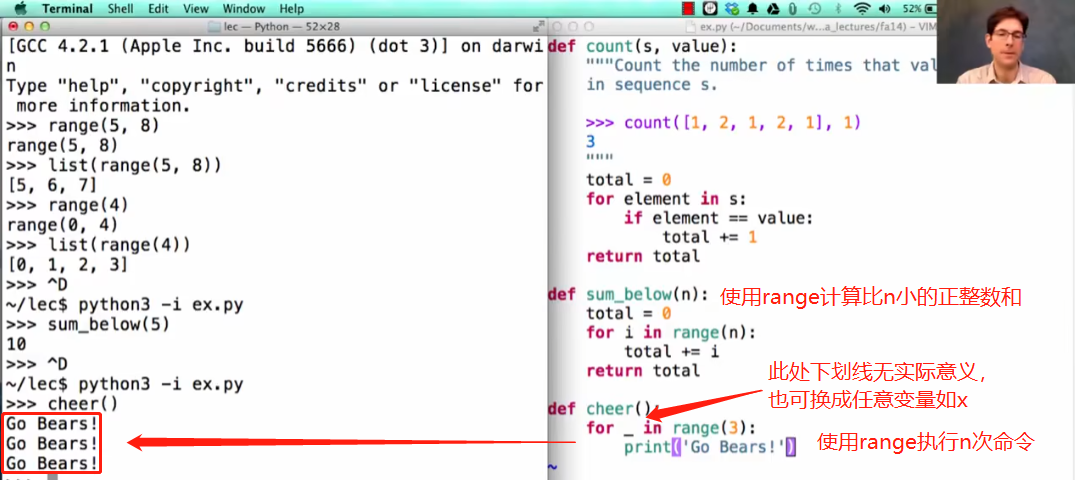 Terminal Shell Edit View Window Help
52%
lec — Python — 52×28
[GCC 4.2.1 (Apple Inc. build 5666) (dot 3)] on darwi
n
Type "help", "copyright", "credits" or "license" for
 more information.
>>> range(5, 8)
range(5, 8)
>>> list(range(5, 8))
[5, 6, 7]
>>> range(4)
range(0, 4)
>>> list(range(4))
[0, 1, 2, 3]
>>> ^D
~/lec$ python3 -i ex.py
>>> sum_below(5)
10
>>> ^D
~/lec$ python3 -i ex.py
>>> cheer()
Go Bears!
Go Bears!
Go Bears!
>>>
ex.py (~/Documents/w...a_lectures/fa14) – VIM
def count(s, value):
"""Count the number of times that val
in sequence s.
>>> count([1, 2, 1, 2, 1], 1)
3
"""
total = 0
for element in s:
if element == value:
total += 1
return total
def sum_below(n): 使用range计算比n小的正整数和
total = 0
for i in range(n):
total += i
return total
此处下划线无实际意义，
也可换成任意变量如x
def cheer():
for _ in range(3):
print('Go Bears!') 使用range执行n次命令
~